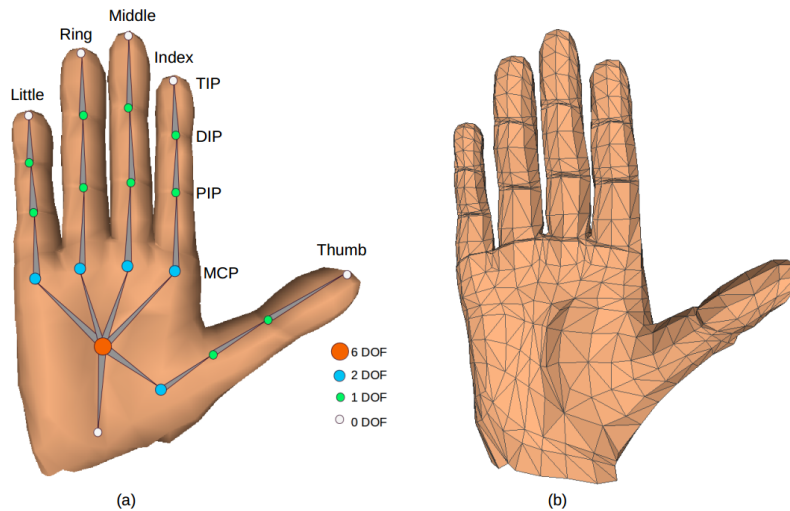 Middle
Ring
Index
TIP
Little
DIP
PIP
Thumb
MCP
6 DOF
2 DOF
1 DOF
0 DOF
(a)
(b)